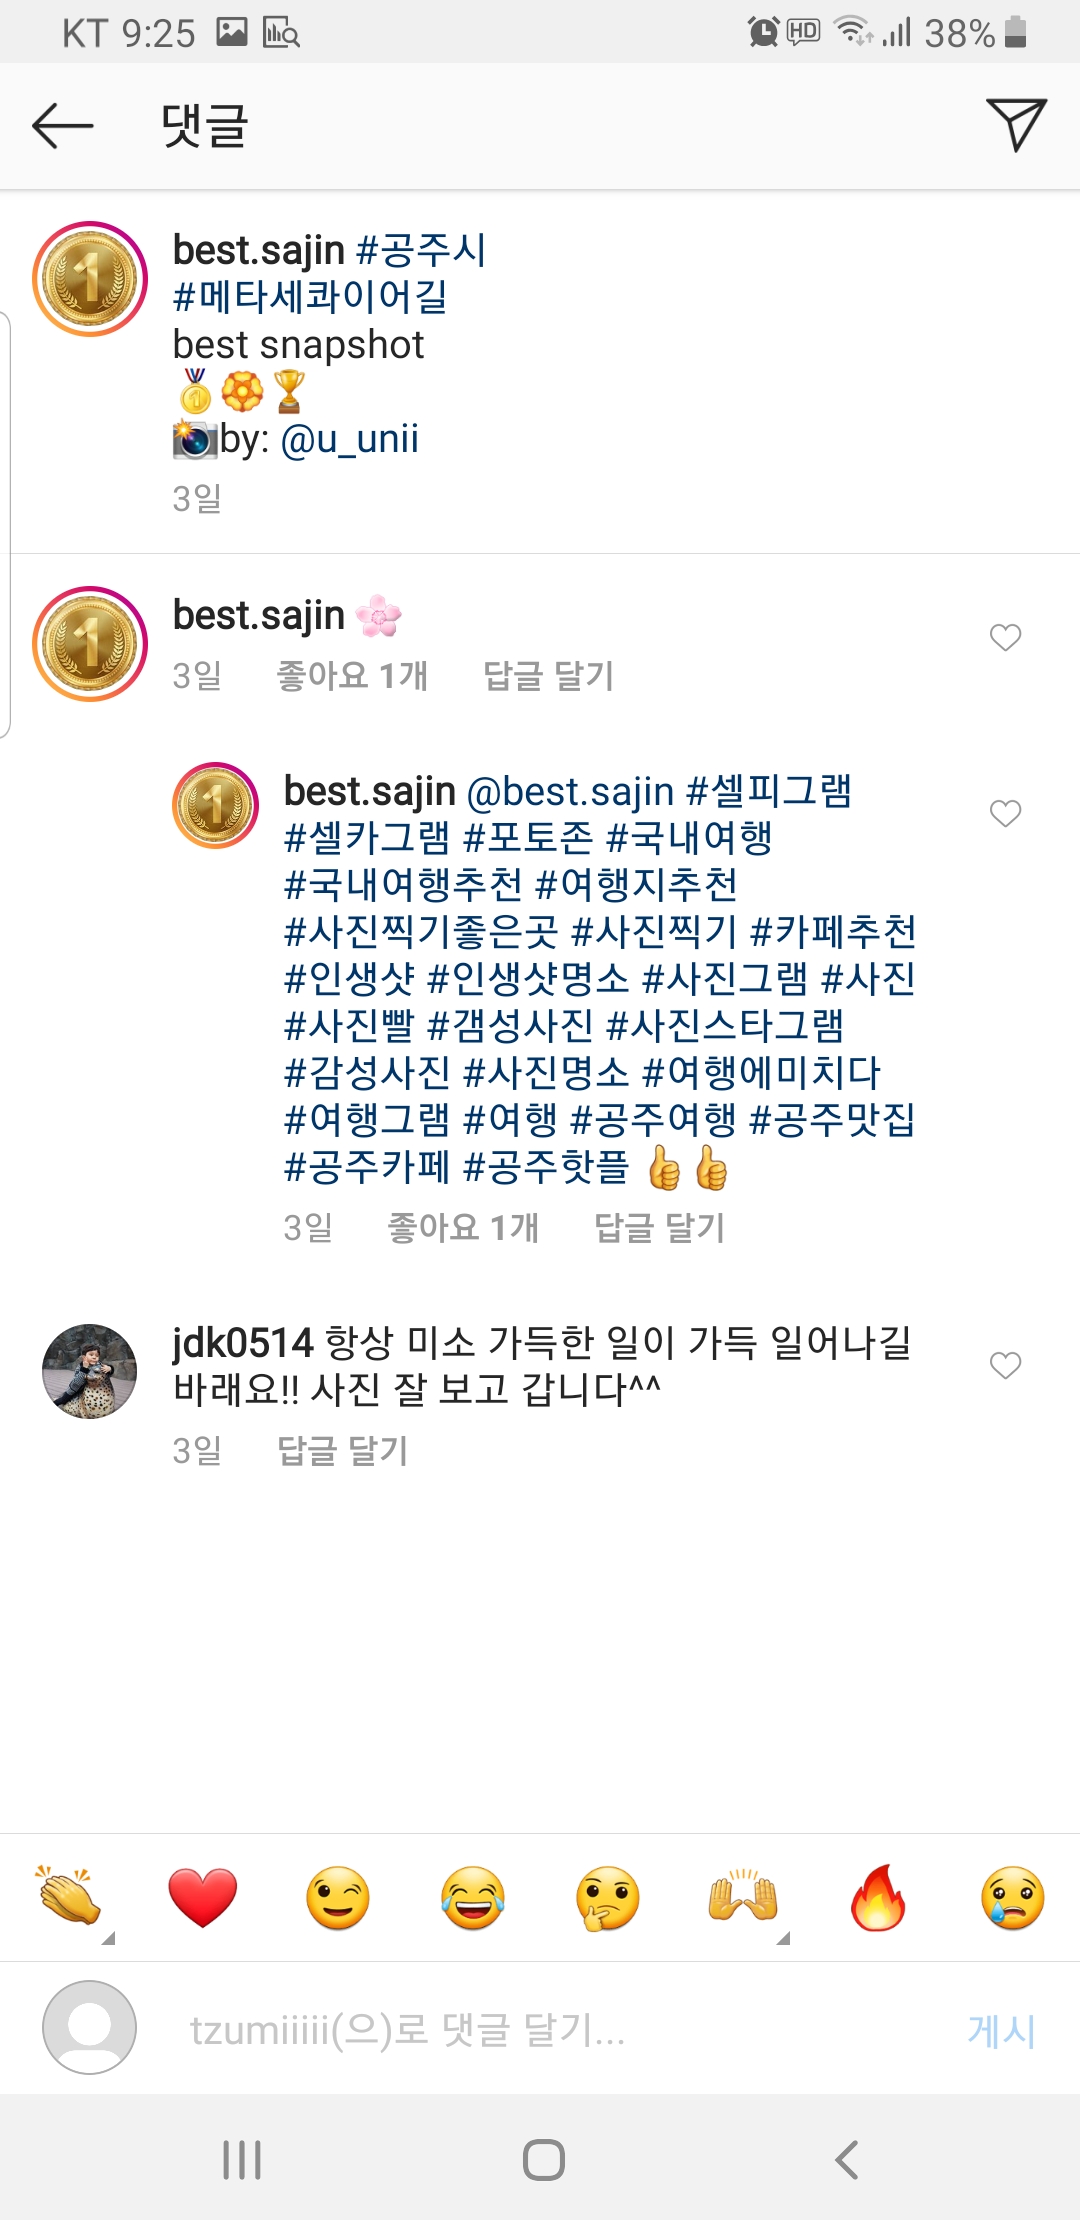 KT 9:25 HD 38%
댓글
best.sajin #공주시
#메타세콰이어길
best snapshot
🥇🏵🏆
📸by: @u_unii
3일
best.sajin 🌸
3일 좋아요 1개 답글 달기
best.sajin @best.sajin #셀피그램
#셀카그램 #포토존 #국내여행
#국내여행추천 #여행지추천
#사진찍기좋은곳 #사진찍기 #카페추천
#인생샷 #인생샷명소 #사진그램 #사진
#사진빨 #갬성사진 #사진스타그램
#감성사진 #사진명소 #여행에미치다
#여행그램 #여행 #공주여행 #공주맛집
#공주카페 #공주핫플 👍👍
3일 좋아요 1개 답글 달기
jdk0514 항상 미소 가득한 일이 가득 일어나길
바래요!! 사진 잘 보고 갑니다^^
3일 답글 달기
👏❤️😉😂🤔🙌🔥😢
tzumiiiii(으)로 댓글 달기... 게시